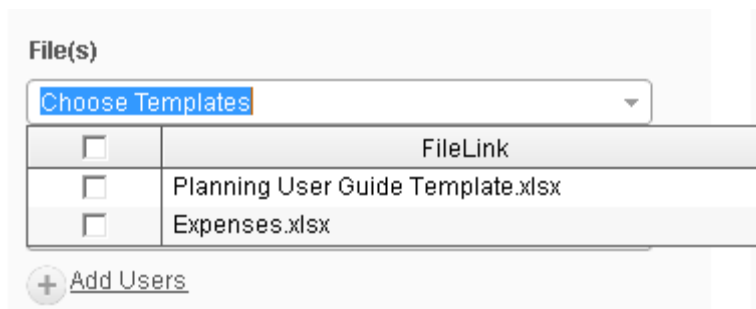 File(s)
Choose Templates
FileLink
Planning User Guide Template.xlsx
Expenses.xlsx
Add Users